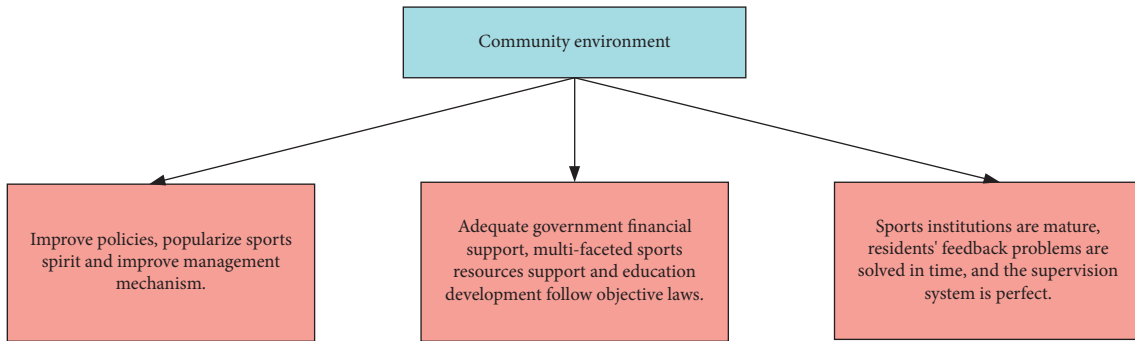 Community environment
Improve policies, popularize sports
spirit and improve management
mechanism.
Adequate government financial
support, multi-faceted sports
resources support and education
development follow objective laws.
Sports institutions are mature,
residents' feedback problems are
solved in time, and the supervision
system is perfect.